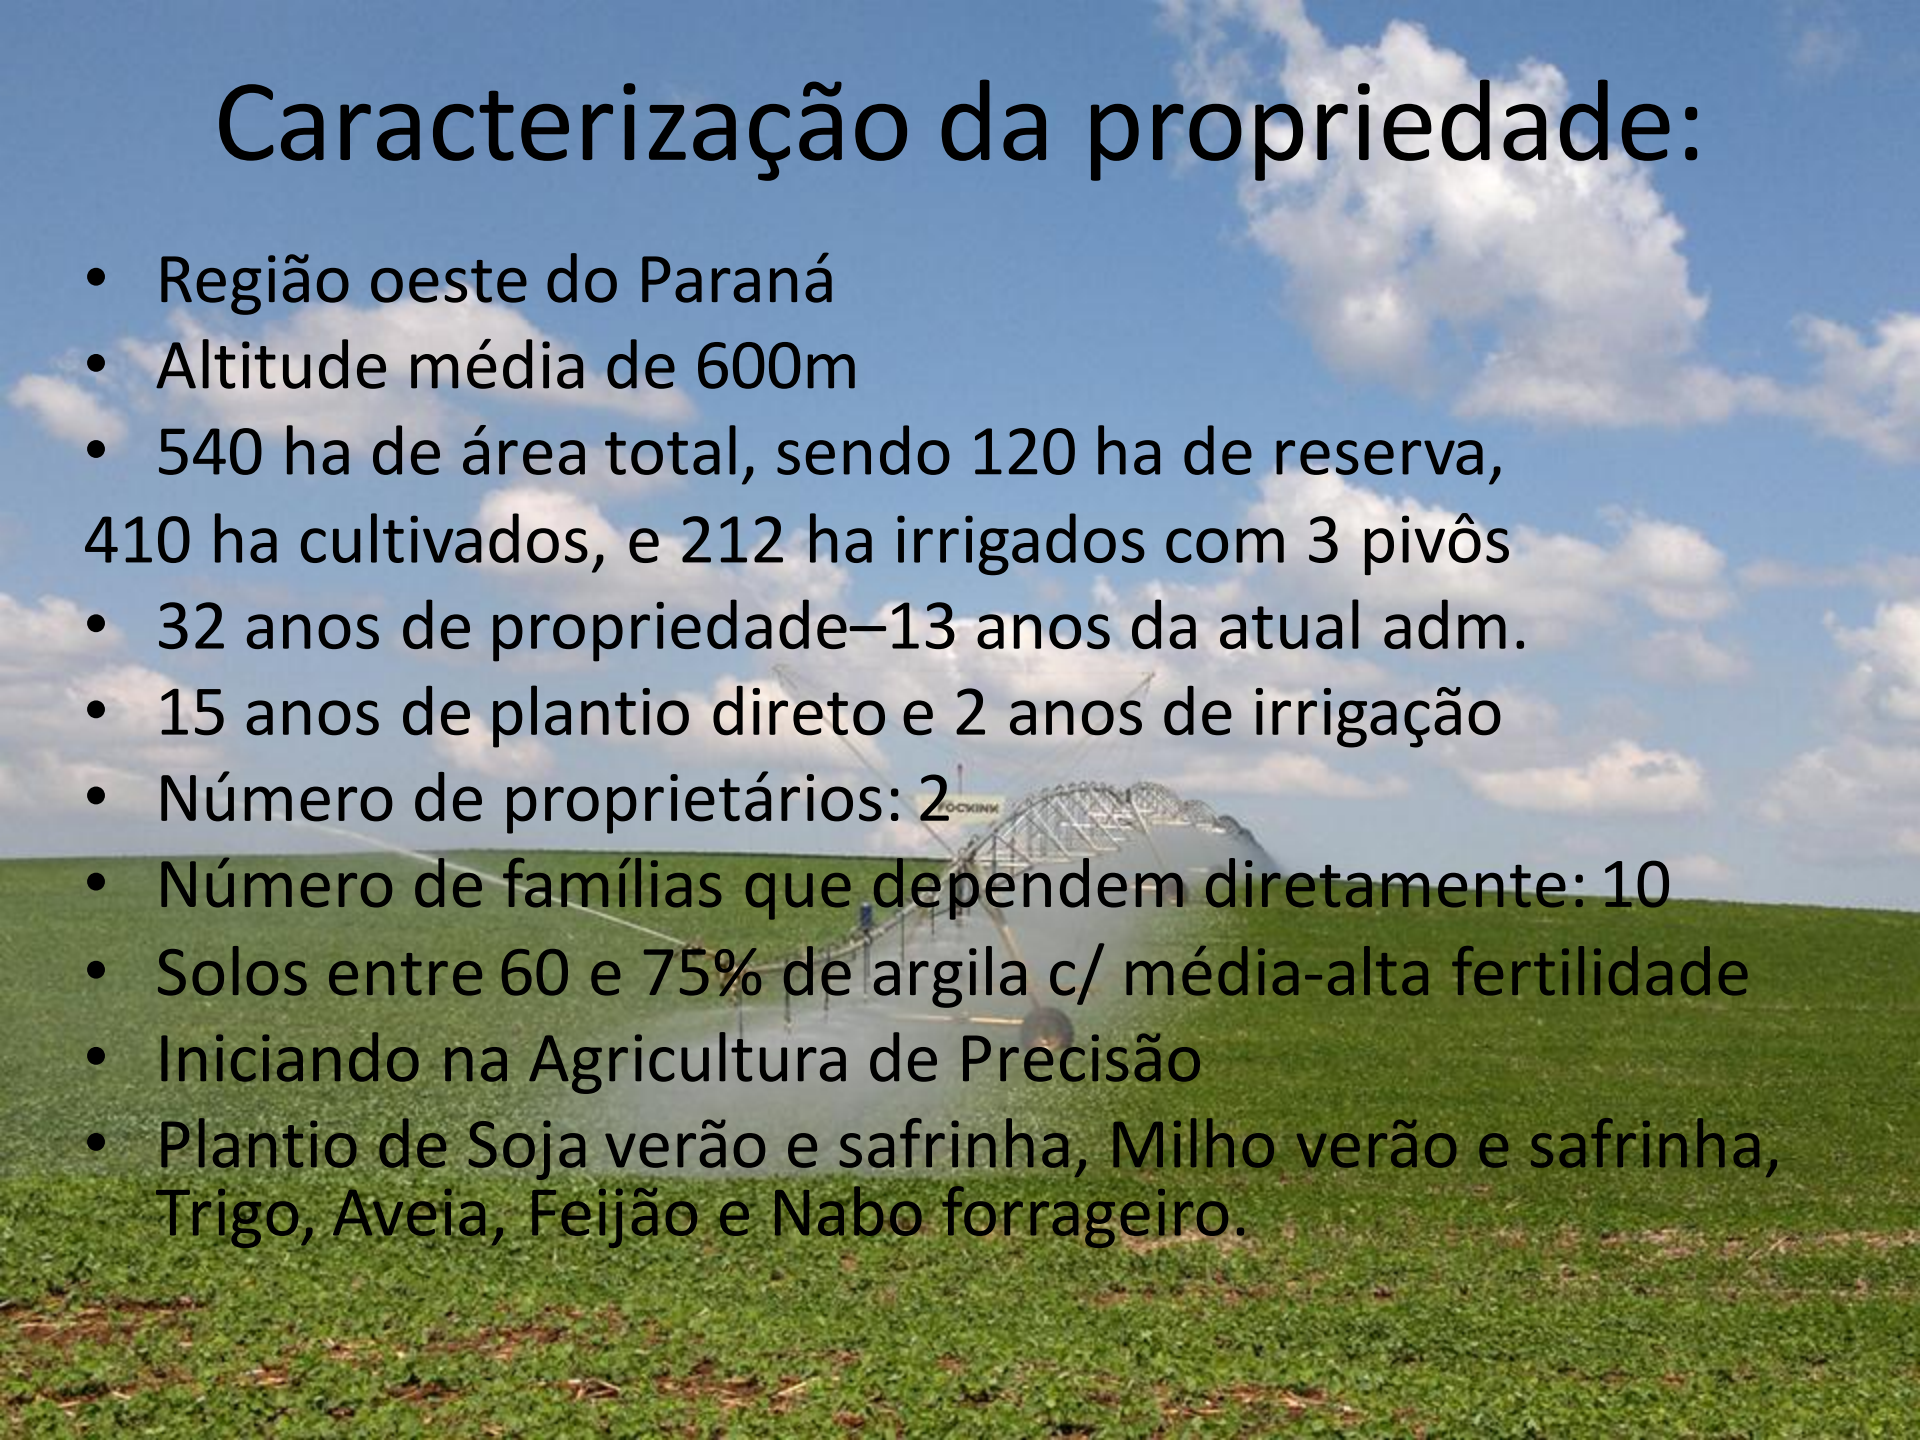 Caracterização da propriedade:
• Região oeste do Paraná
• Altitude média de 600m
• 540 ha de área total, sendo 120 ha de reserva,
410 ha cultivados, e 212 ha irrigados com 3 pivôs
• 32 anos de propriedade–13 anos da atual adm.
• 15 anos de plantio direto e 2 anos de irrigação
• Número de proprietários: 2
FOCKINK
• Número de famílias que dependem diretamente: 10
• Solos entre 60 e 75% de argila c/ média-alta fertilidade
• Iniciando na Agricultura de Precisão
• Plantio de Soja verão e safrinha, Milho verão e safrinha,
Trigo, Aveia, Feijão e Nabo forrageiro.